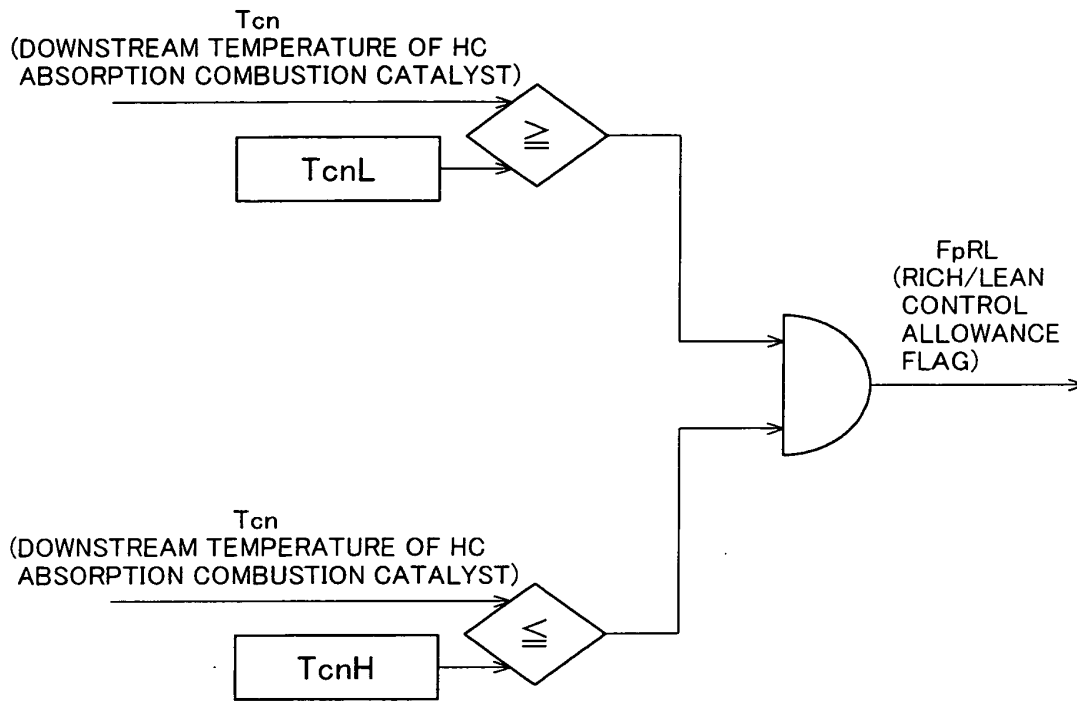 Tcn
(DOWNSTREAM TEMPERATURE OF HC
ABSORPTION COMBUSTION CATALYST)
≧
TcnL
FpRL
(RICH/LEAN
CONTROL
ALLOWANCE
FLAG)
Tcn
(DOWNSTREAM TEMPERATURE OF HC
ABSORPTION COMBUSTION CATALYST)
≦
TcnH